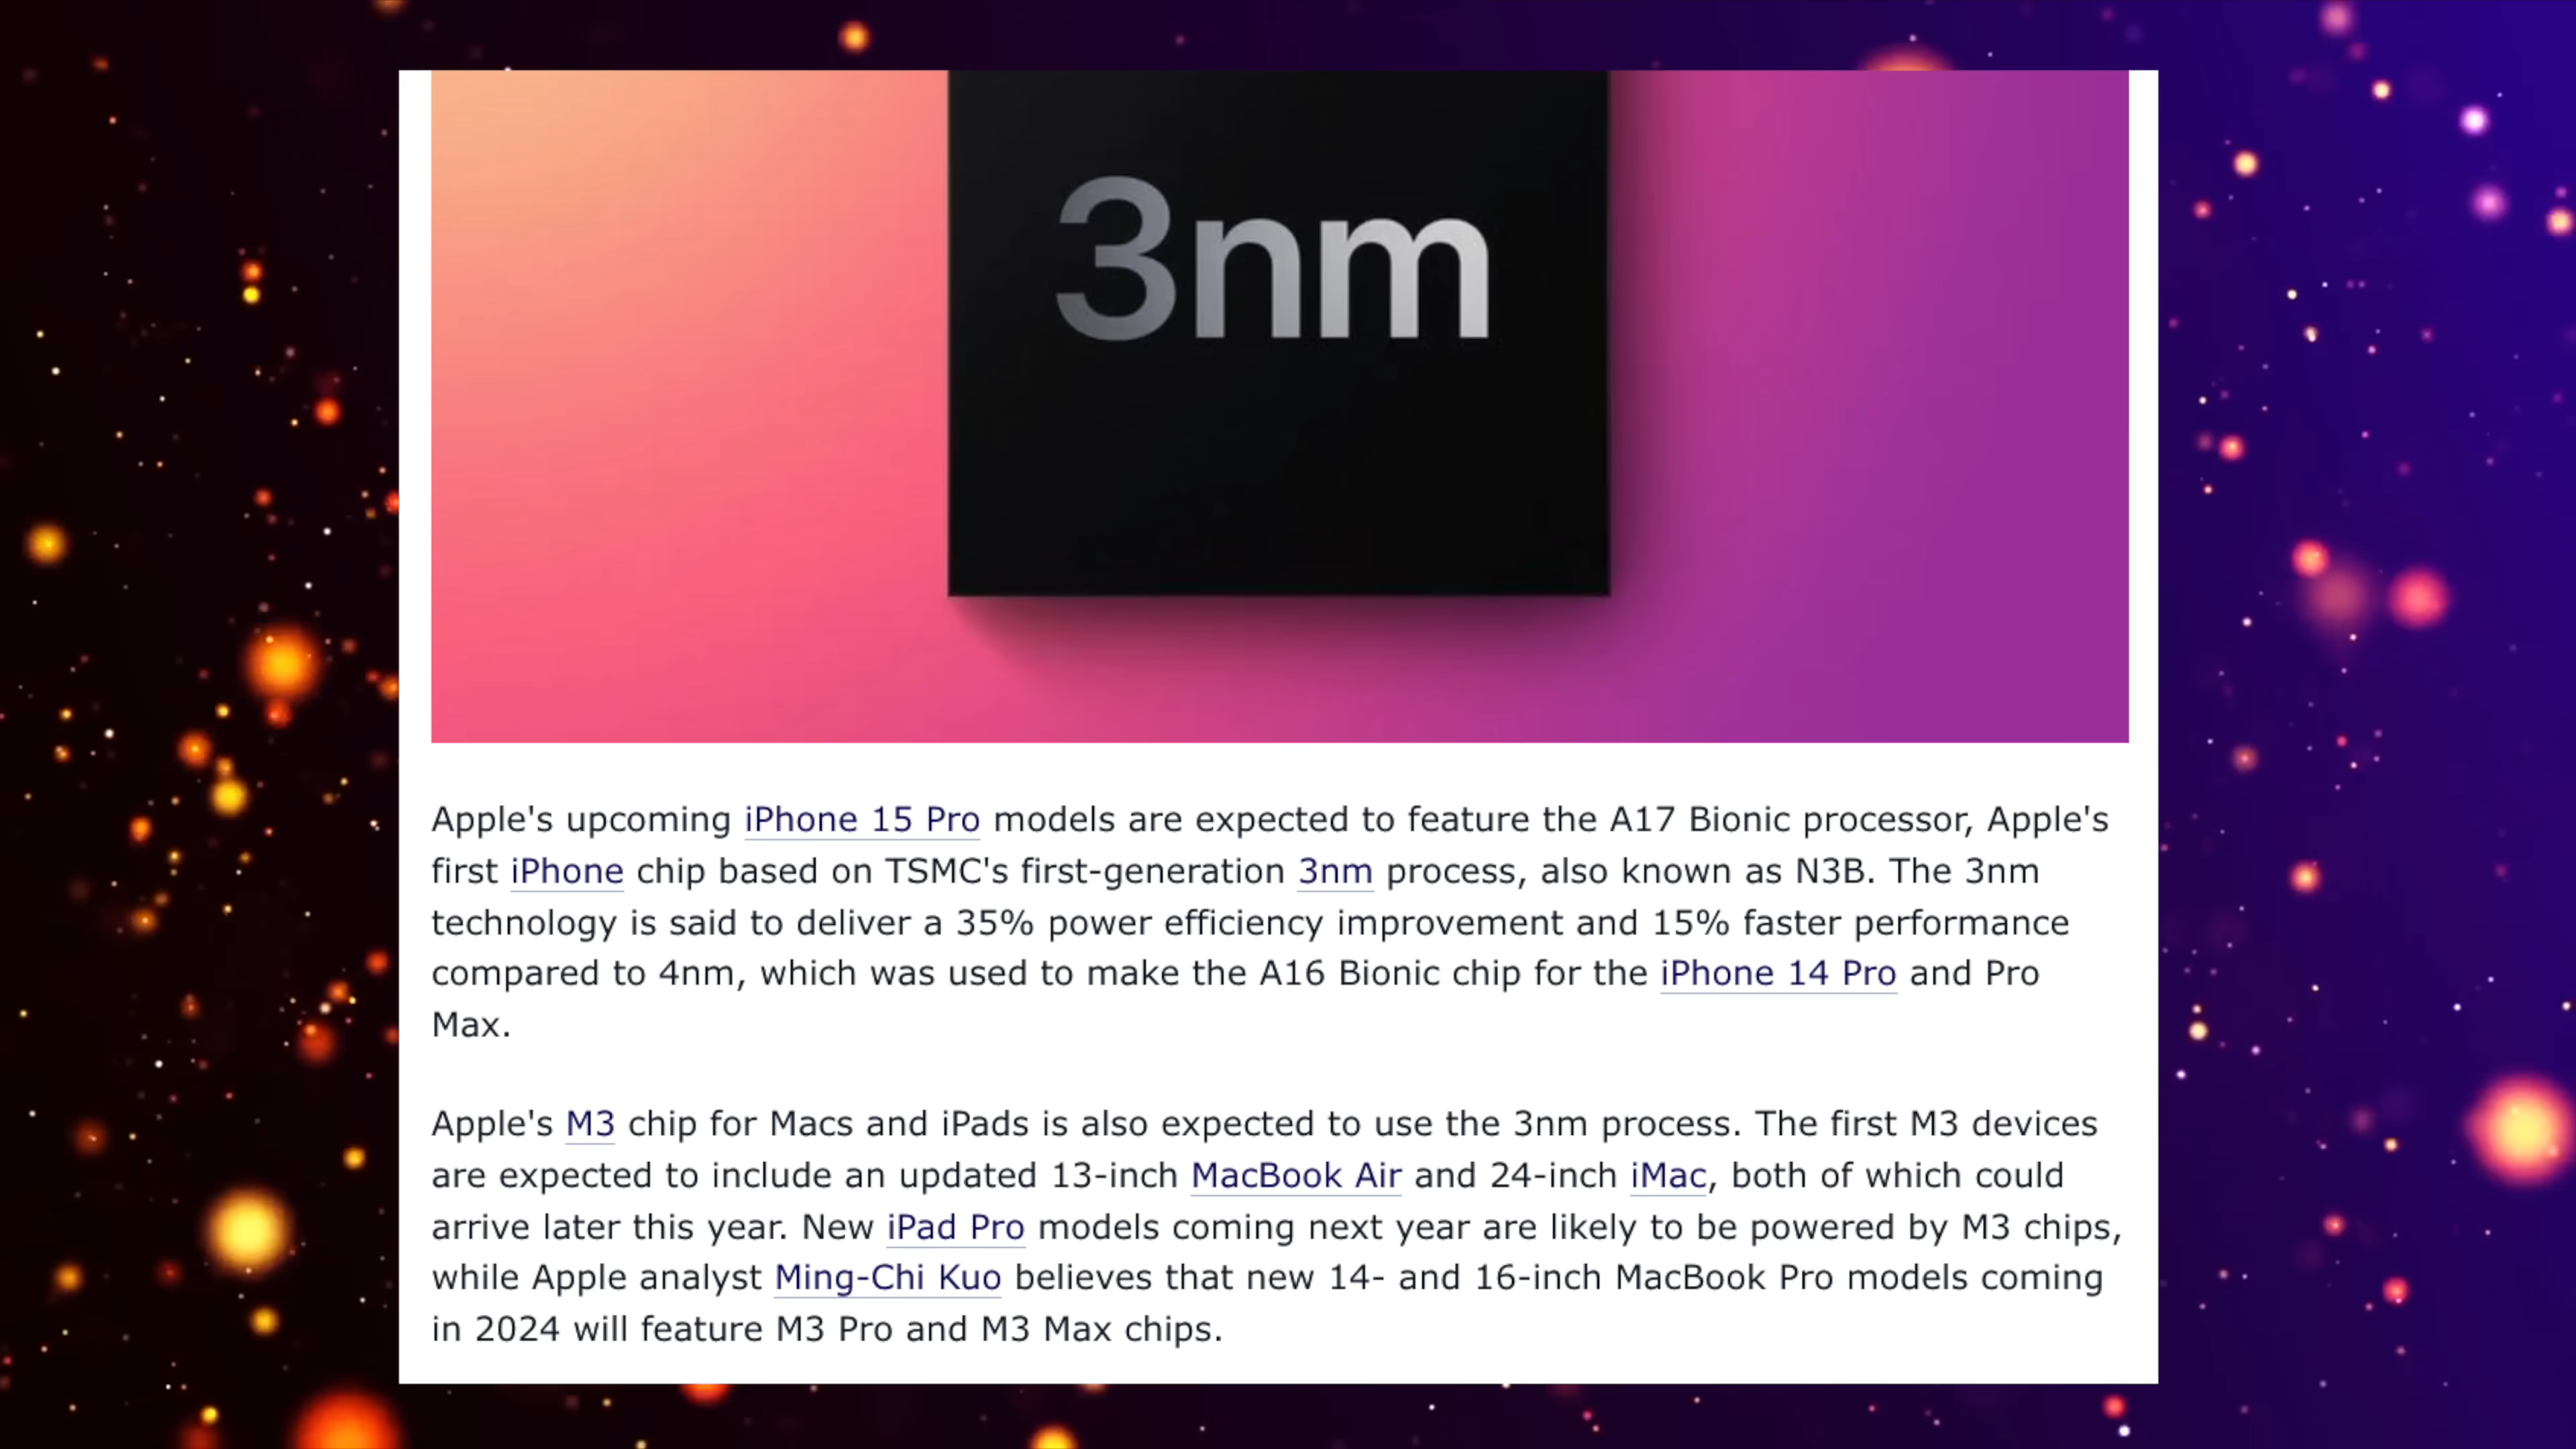 3nm
Apple's upcoming iPhone 15 Pro models are expected to feature the A17 Bionic processor, Apple's
first iPhone chip based on TSMC's first-generation 3nm process, also known as N3B. The 3nm
technology is said to deliver a 35% power efficiency improvement and 15% faster performance
compared to 4nm, which was used to make the A16 Bionic chip for the iPhone 14 Pro and Pro
Max.
Apple's M3 chip for Macs and iPads is also expected to use the 3nm process. The first M3 devices
are expected to include an updated 13-inch MacBook Air and 24-inch iMac, both of which could
arrive later this year. New iPad Pro models coming next year are likely to be powered by M3 chips,
while Apple analyst Ming-Chi Kuo believes that new 14- and 16-inch MacBook Pro models coming
in 2024 will feature M3 Pro and M3 Max chips.